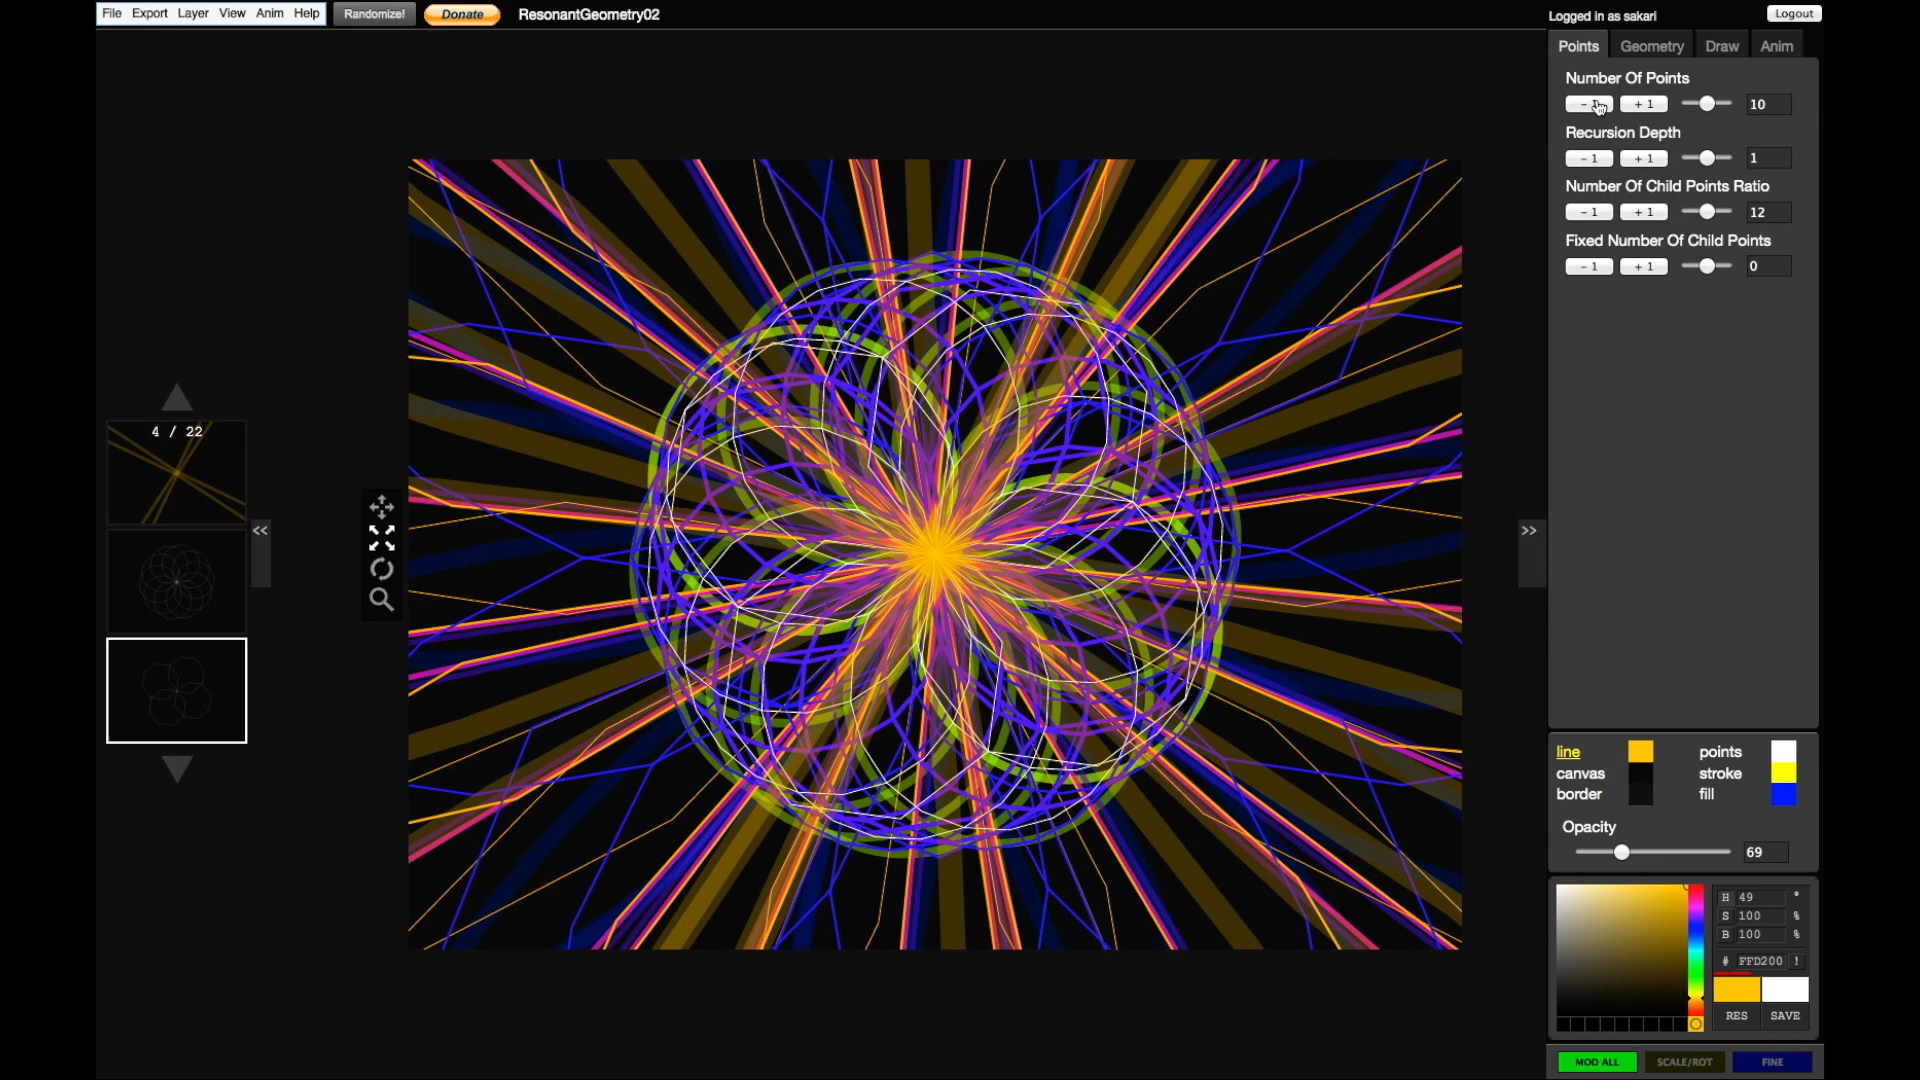 File Export Layer View Anim Help Randomize! Donate ResonantGeometry02
Logged in as sakari Logout
Points Geometry Draw Anim
Number Of Points
- + 1 10
Recursion Depth
- 1 + 1 1
Number Of Child Points Ratio
- 1 + 1 12
Fixed Number Of Child Points
- 1 + 1 0
4 / 22
<<
>>
line points
canvas stroke
border fill
Opacity
69
H 49 °
S 100 %
B 100 %
# FFD200 !
RES SAVE
MOD ALL SCALE/ROT FINE